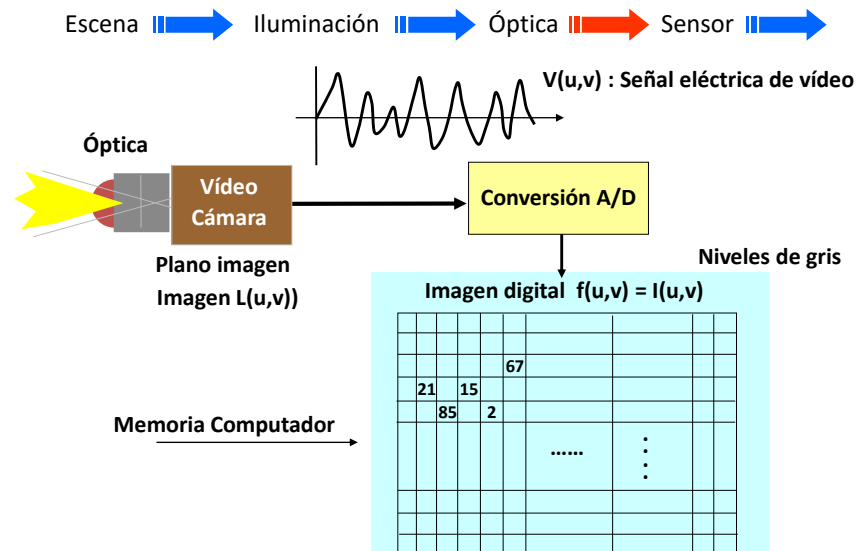 Escena Iluminación Óptica Sensor
V(u,v) : Señal eléctrica de vídeo
Óptica
Vídeo
Cámara
Conversión A/D
Plano imagen
Imagen L(u,v))
Niveles de gris
Imagen digital f(u,v) = I(u,v)
67
21 15
85 2
Memoria Computador
......